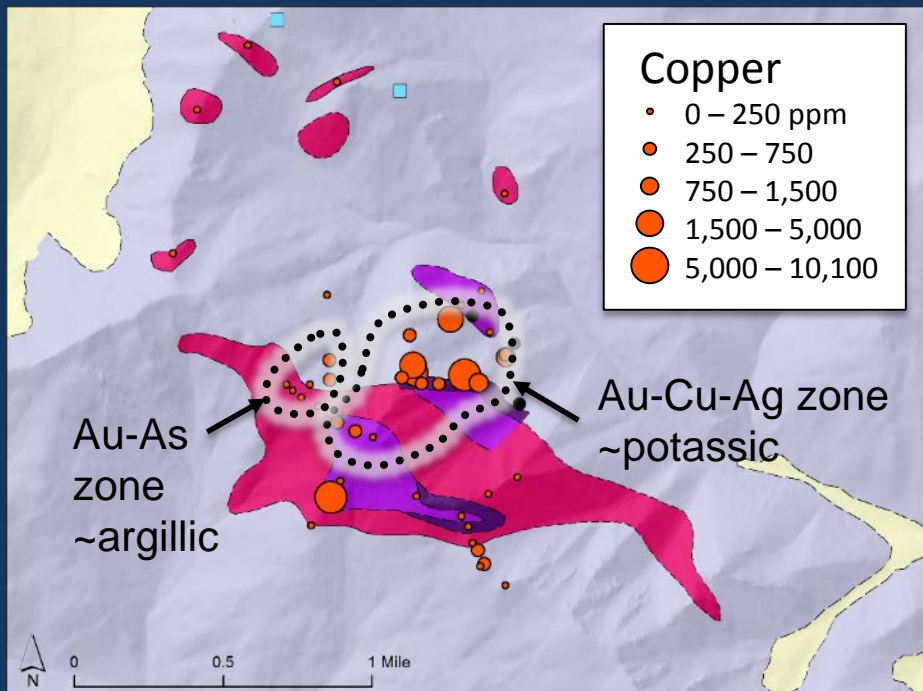 Copper
0 – 250 ppm
250 – 750
750 – 1,500
1,500 – 5,000
5,000 – 10,100
Au-As
zone
~argillic
Au-Cu-Ag zone
~potassic
N
0 0.5 1 Mile